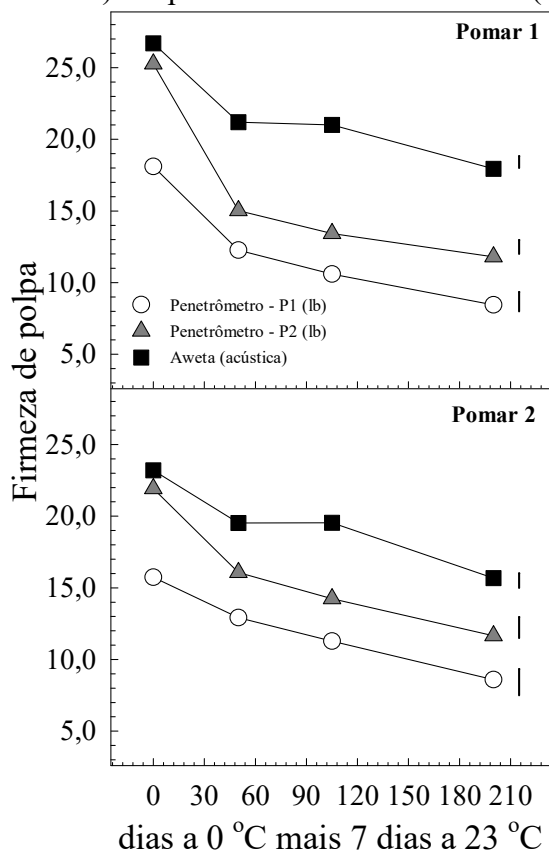 Pomar 1
25,0
20,0
15,0
10,0
5,0
Penetrômetro - P1 (lb)
Penetrômetro - P2 (lb)
Aweta (acústica)
Firmeza de polpa
Pomar 2
25,0
20,0
15,0
10,0
5,0
0 30 60 90 120 150 180 210
dias a 0 °C mais 7 dias a 23 °C